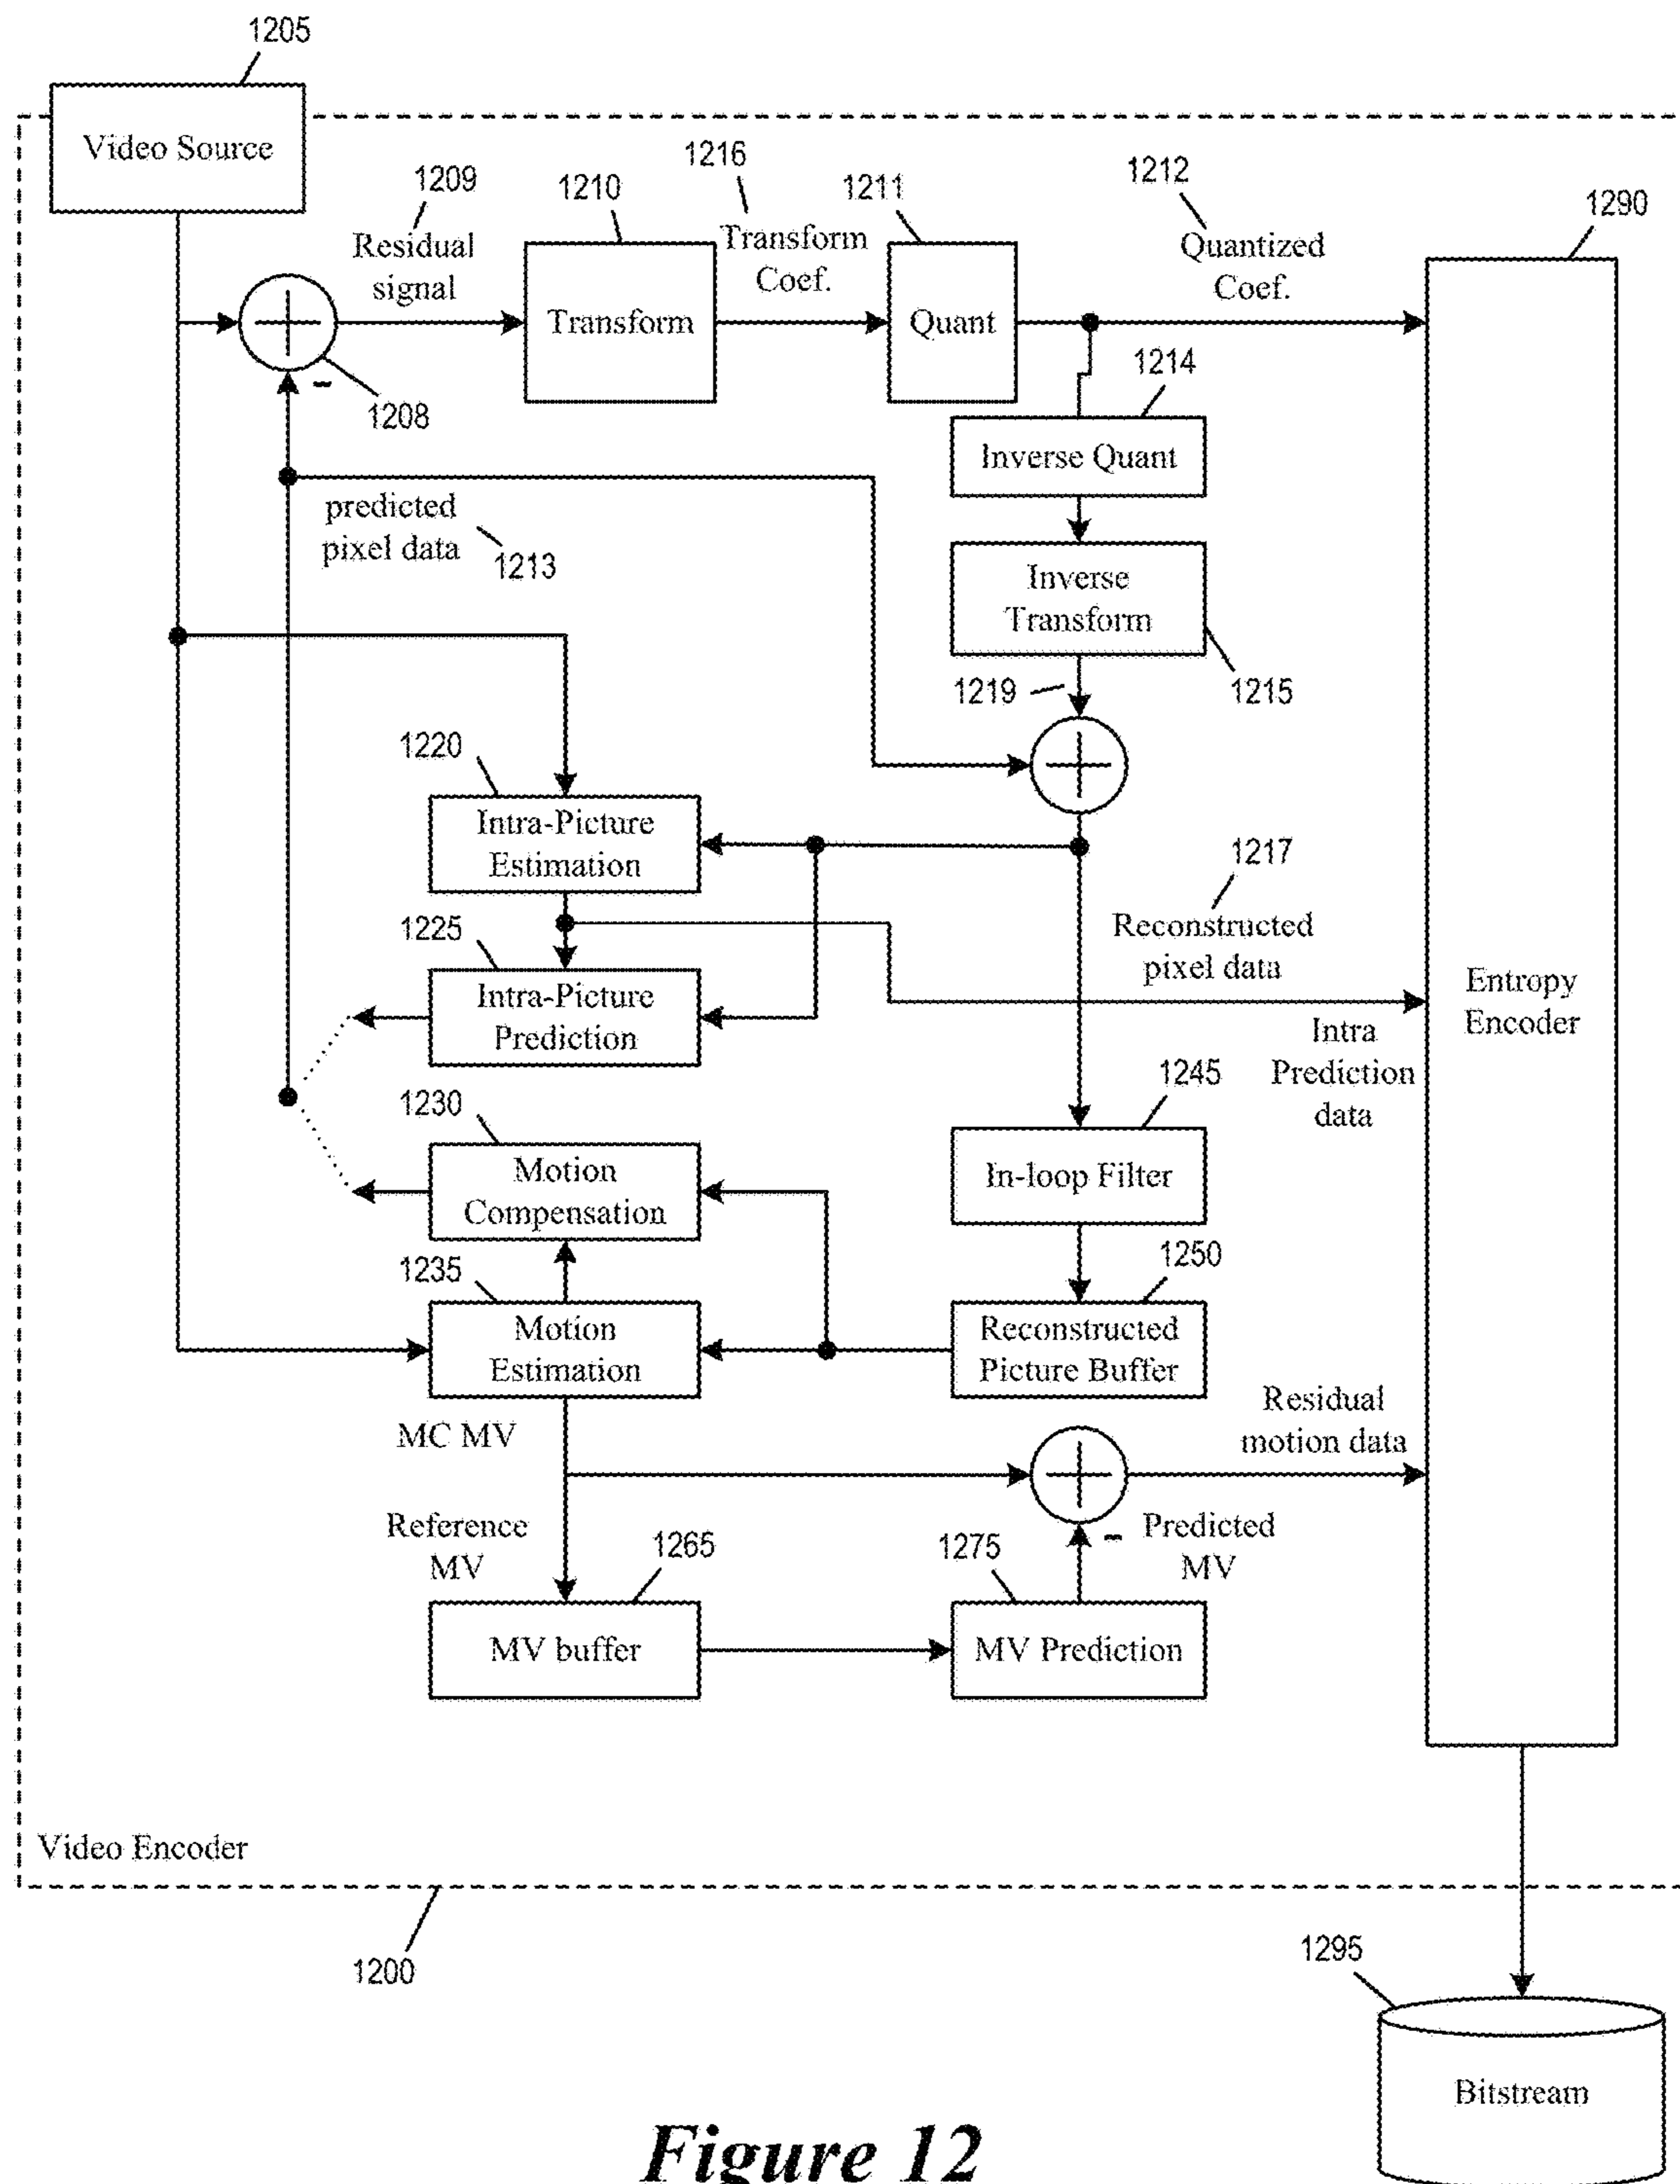 1205
Video Source
1209
Residual
signal
1210
Transform
1216
Transform
Coef.
1211
Quant
1212
Quantized
Coef.
1290
-
1208
1214
Inverse Quant
predicted
pixel data
1213
Inverse
Transform
1219
1215
1220
Intra-Picture
Estimation
1217
Reconstructed
pixel data
1225
Intra-Picture
Prediction
Entropy
Encoder
Intra
Prediction
data
1230
Motion
Compensation
1245
In-loop Filter
1235
Motion
Estimation
1250
Reconstructed
Picture Buffer
MC MV
Residual
motion data
Reference
MV
1265
MV buffer
1275
MV Prediction
-
Predicted
MV
Video Encoder
1200
1295
Bitstream
Figure 12